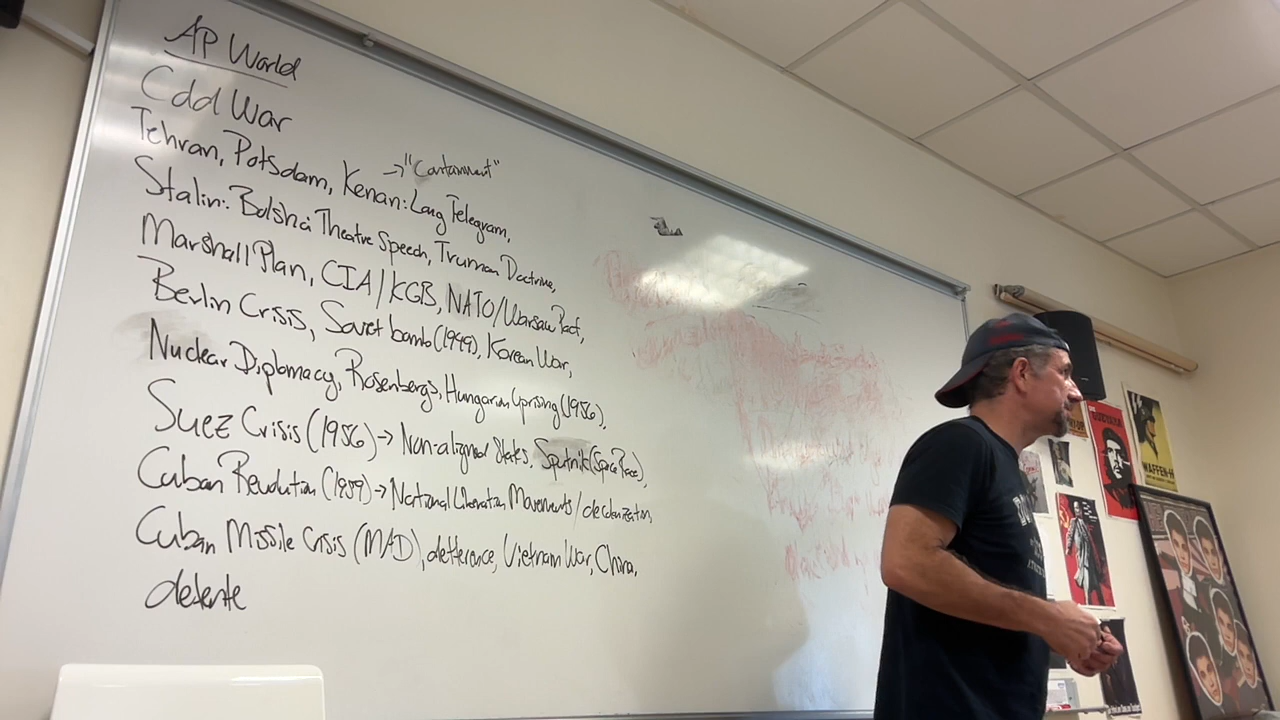 AP World
Cold War
→"Containment"
Tehran, Potsdam, Kenan: Long Telegram,
Stalin: Bolshoi Theatre Speech, Truman Doctrine,
Marshall Plan, CIA/KGB, NATO/Warsaw Pact,
Berlin Crisis, Soviet bomb (1949), Korean War,
Nuclear Diplomacy, Rosenbergs, Hungarian Uprising (1956),
Suez Crisis (1956)→ Non-aligned States, Sputnik (Space Race),
Cuban Revolution (1959)→ National Liberation Movements/decolonization,
Cuban Missile Crisis (MAD), detterance, Vietnam War, China,
detente
GUEVARA
WAFFEN-